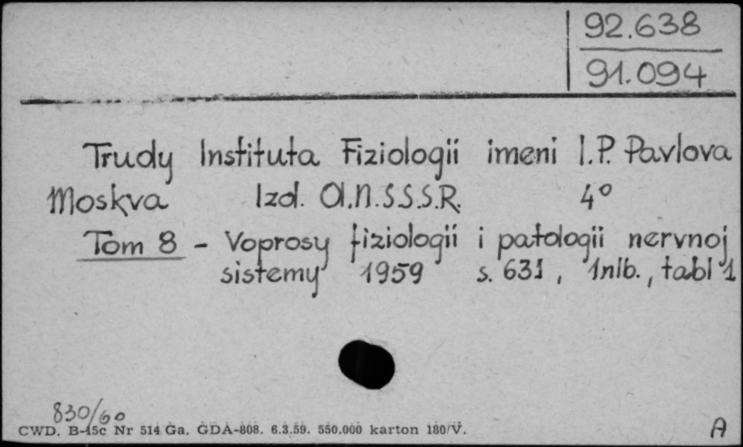 92.638
91.094
Trudy Instituta Fiziologii imeni I.P. Pavlova
Moskva Izd. A.N.S.S.S.R. 4°
Tom 8 - Voprosy fiziologii i patologii nervnoj
sistemy 1959 s. 631, 1nlb., tabl 1
830/60
CWD. B-45c Nr 514 Ga. GDA-808. 6.3.59. 550.000 karton 180/V.
A